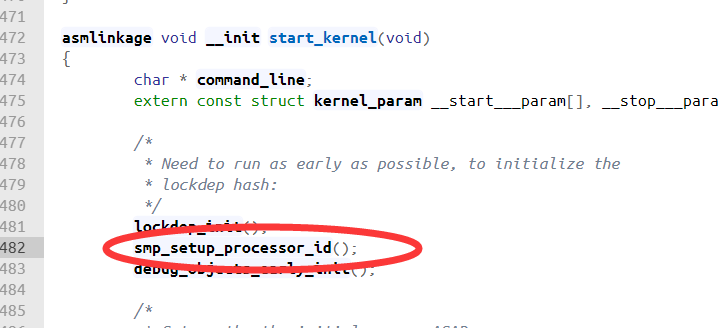 471 }
472 asmlinkage void __init start_kernel(void)
473 {
474 char * command_line;
475 extern const struct kernel_param __start___param[], __stop___para
476
477 /*
478 * Need to run as early as possible, to initialize the
479 * lockdep hash:
480 */
481 lockdep_init();
482 smp_setup_processor_id();
483 debug_objects_early_init();
484
485 /*